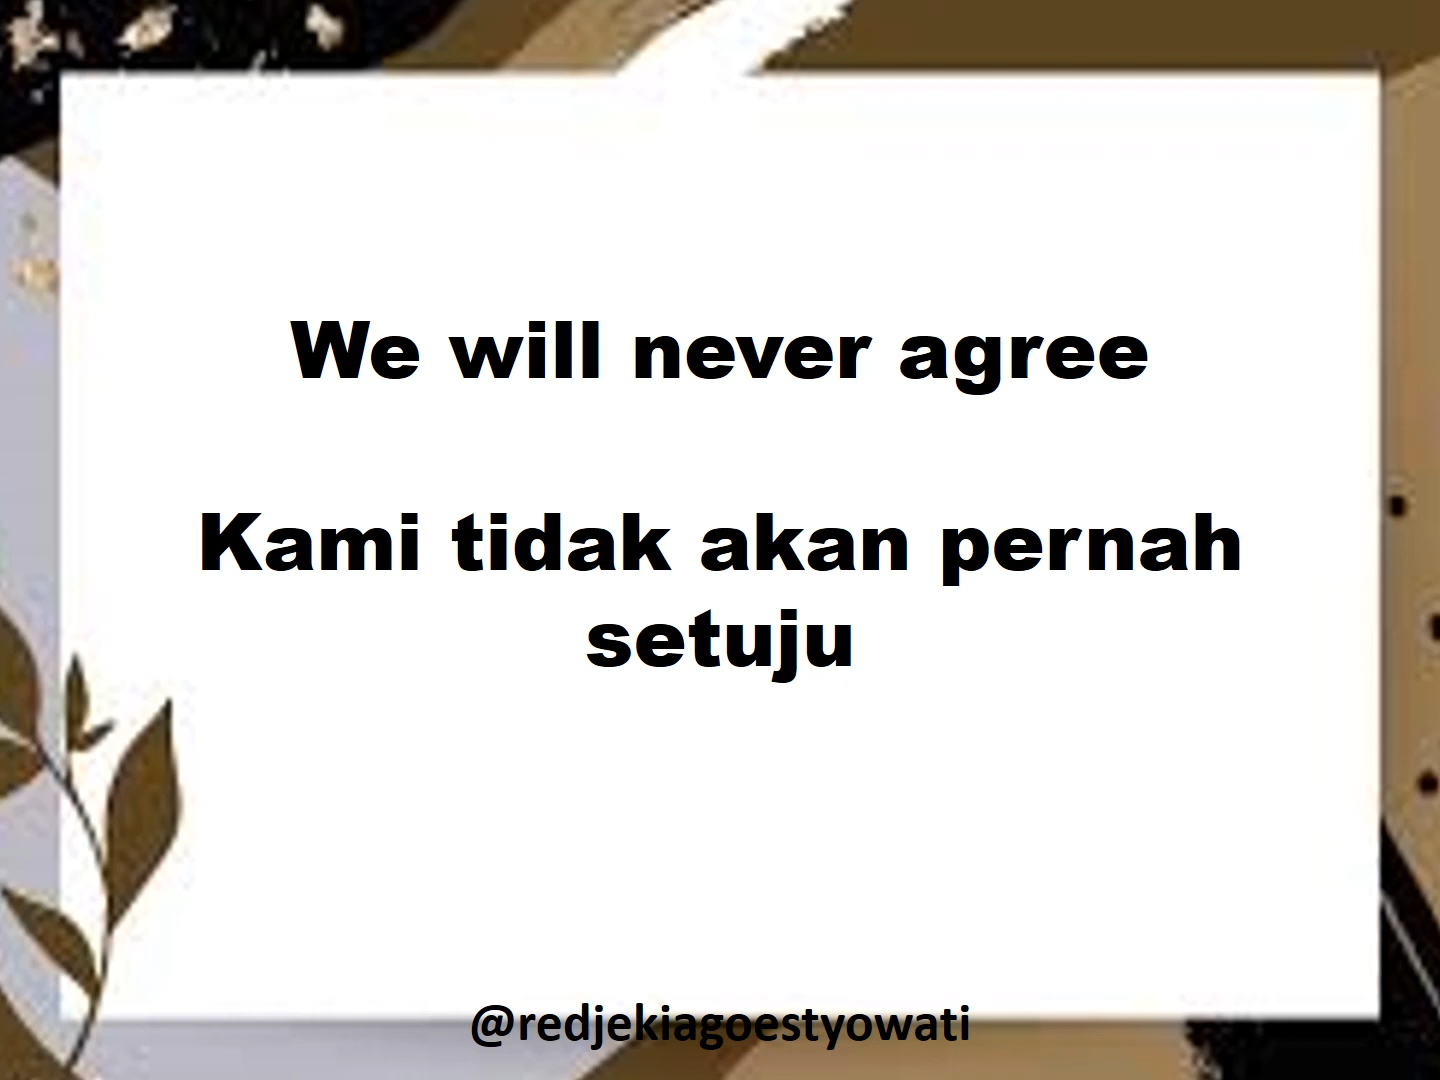 We will never agree
Kami tidak akan pernah
setuju
@redjekiagoestyowati